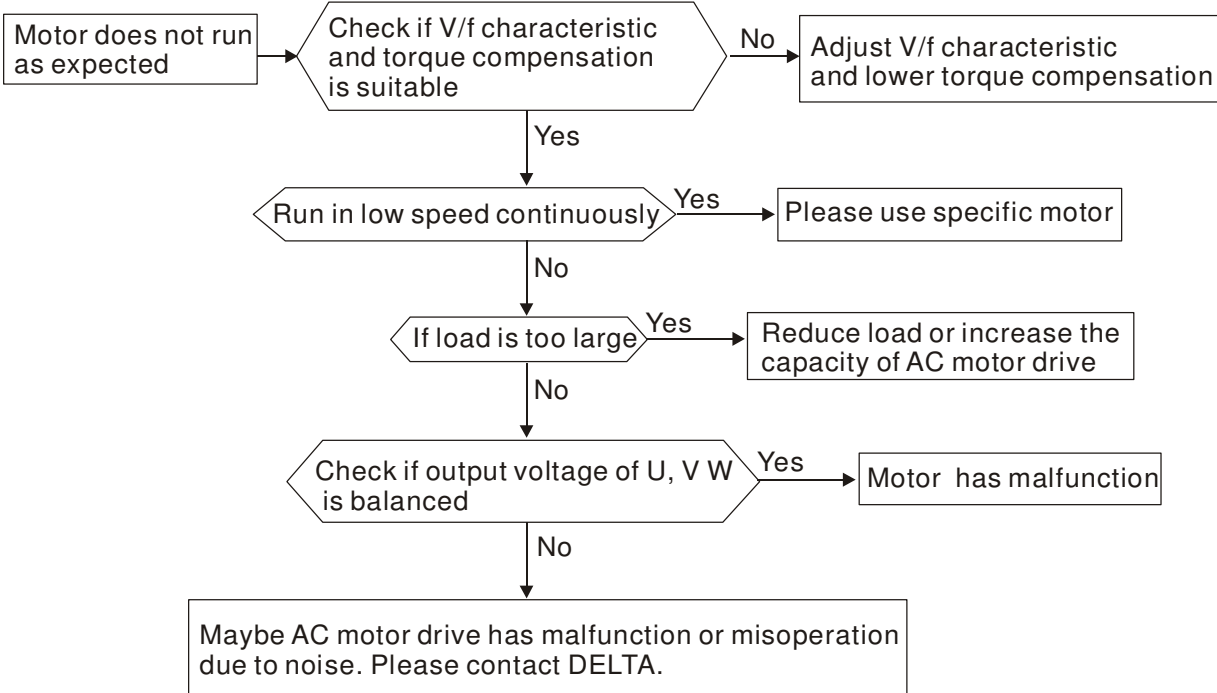 Motor does not run
as expected
Check if V/f characteristic
and torque compensation
is suitable
No
Adjust V/f characteristic
and lower torque compensation
Yes
Run in low speed continuously
Yes
Please use specific motor
No
If load is too large
Yes
Reduce load or increase the
capacity of AC motor drive
No
Check if output voltage of U, V W
is balanced
Yes
Motor has malfunction
No
Maybe AC motor drive has malfunction or misoperation
due to noise. Please contact DELTA.